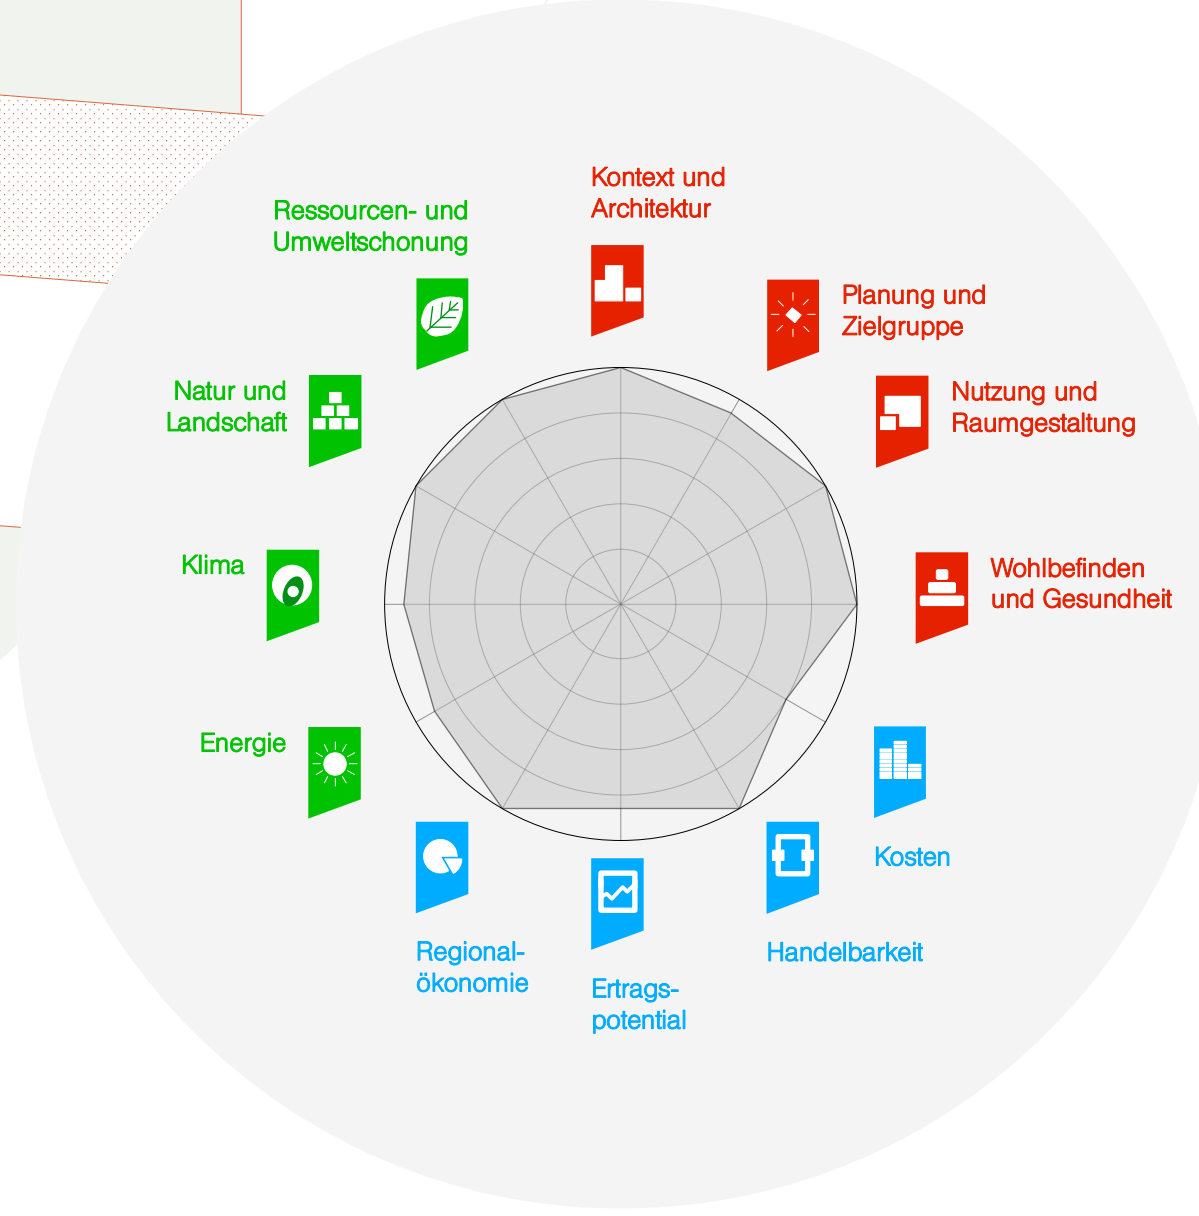 Kontext und
Architektur
Ressourcen- und
Umweltschonung
Planung und
Zielgruppe
Natur und
Landschaft
Nutzung und
Raumgestaltung
Klima
Wohlbefinden
und Gesundheit
Energie
Kosten
Regional-
ökonomie
Ertrags-
potential
Handelbarkeit